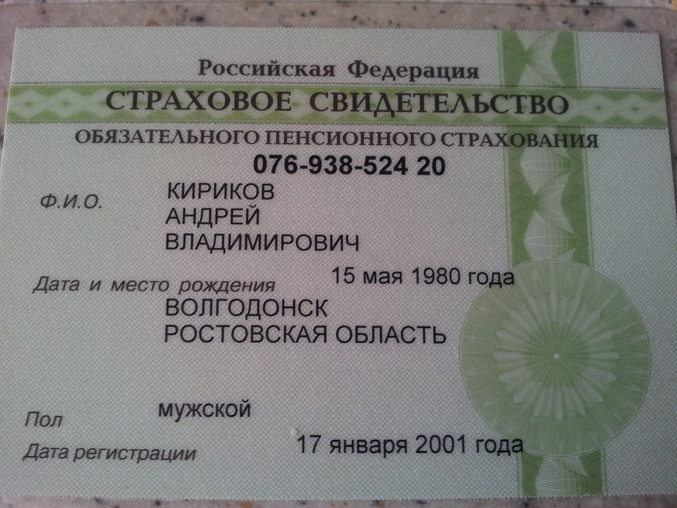 Российская Федерация
СТРАХОВОЕ СВИДЕТЕЛЬСТВО
ОБЯЗАТЕЛЬНОГО ПЕНСИОННОГО СТРАХОВАНИЯ
076-938-524 20
Ф.И.О. КИРИКОВ
АНДРЕЙ
ВЛАДИМИРОВИЧ
Дата и место рождения 15 мая 1980 года
ВОЛГОДОНСК
РОСТОВСКАЯ ОБЛАСТЬ
Пол мужской
Дата регистрации 17 января 2001 года